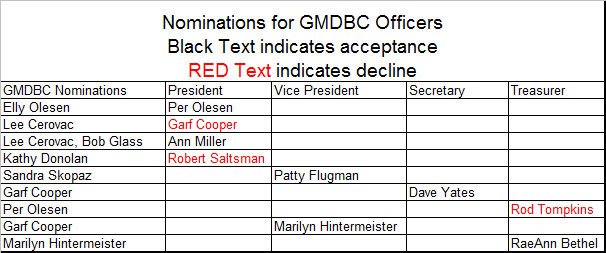 Nominations for GMDBC Officers
Black Text indicates acceptance
RED Text indicates decline
GMDBC Nominations President Vice President Secretary Treasurer
Elly Olesen Per Olesen
Lee Cerovac Garf Cooper
Lee Cerovac, Bob Glass Ann Miller
Kathy Donolan Robert Saltsman
Sandra Skopaz Patty Flugman
Garf Cooper Dave Yates
Per Olesen Rod Tompkins
Garf Cooper Marilyn Hintermeister
Marilyn Hintermeister RaeAnn Bethel